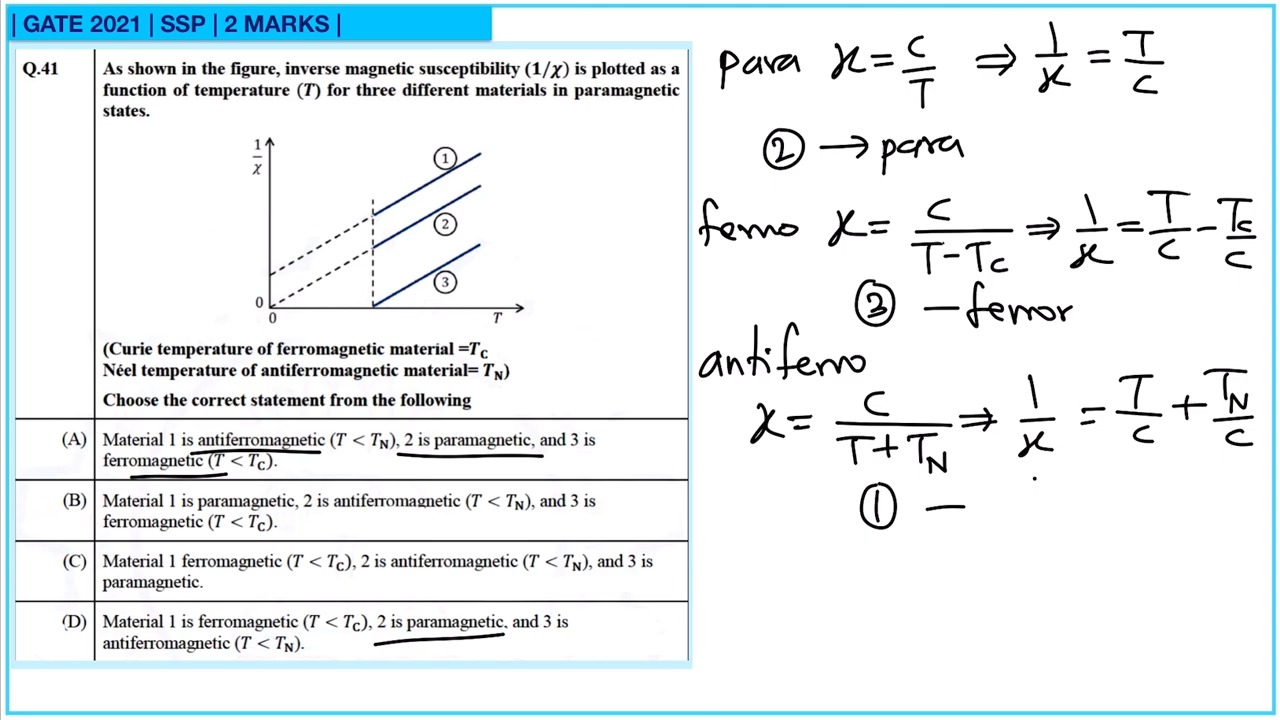 | GATE 2021 | SSP | 2 MARKS |
Q.41
As shown in the figure, inverse magnetic susceptibility (1/χ) is plotted as a
function of temperature (T) for three different materials in paramagnetic
states.
1
χ
①
②
③
0
0
T
(Curie temperature of ferromagnetic material =T_C
Néel temperature of antiferromagnetic material= T_N)
Choose the correct statement from the following
(A) Material 1 is antiferromagnetic (T < T_N), 2 is paramagnetic, and 3 is
ferromagnetic (T < T_C).
(B) Material 1 is paramagnetic, 2 is antiferromagnetic (T < T_N), and 3 is
ferromagnetic (T < T_C).
(C) Material 1 ferromagnetic (T < T_C), 2 is antiferromagnetic (T < T_N), and 3 is
paramagnetic.
(D) Material 1 is ferromagnetic (T < T_C), 2 is paramagnetic, and 3 is
antiferromagnetic (T < T_N).
para χ = C/T ⇒ 1/χ = T/C
② → para
ferro χ = C/(T-T_C) ⇒ 1/χ = T/C - T_C/C
③ - ferror
antiferro
χ = C/(T+T_N) ⇒ 1/χ = T/C + T_N/C
① -